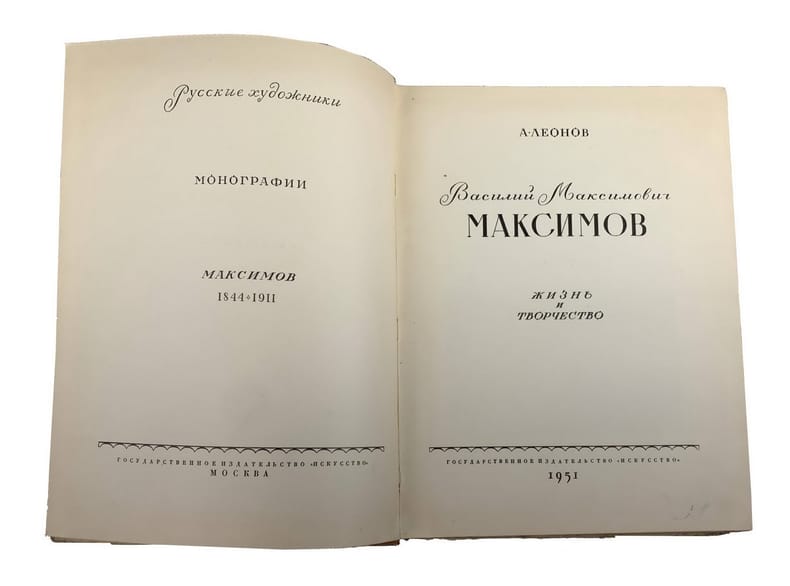 Русские художники
МОНОГРАФИИ
МАКСИМОВ
1844 ÷ 1911
ГОСУДАРСТВЕННОЕ ИЗДАТЕЛЬСТВО «ИСКУССТВО»
МОСКВА
А·ЛЕОНОВ
Василий Максимович
МАКСИМОВ
ЖИЗНЬ
и
ТВОРЧЕСТВО
ГОСУДАРСТВЕННОЕ ИЗДАТЕЛЬСТВО «ИСКУССТВО»
1951